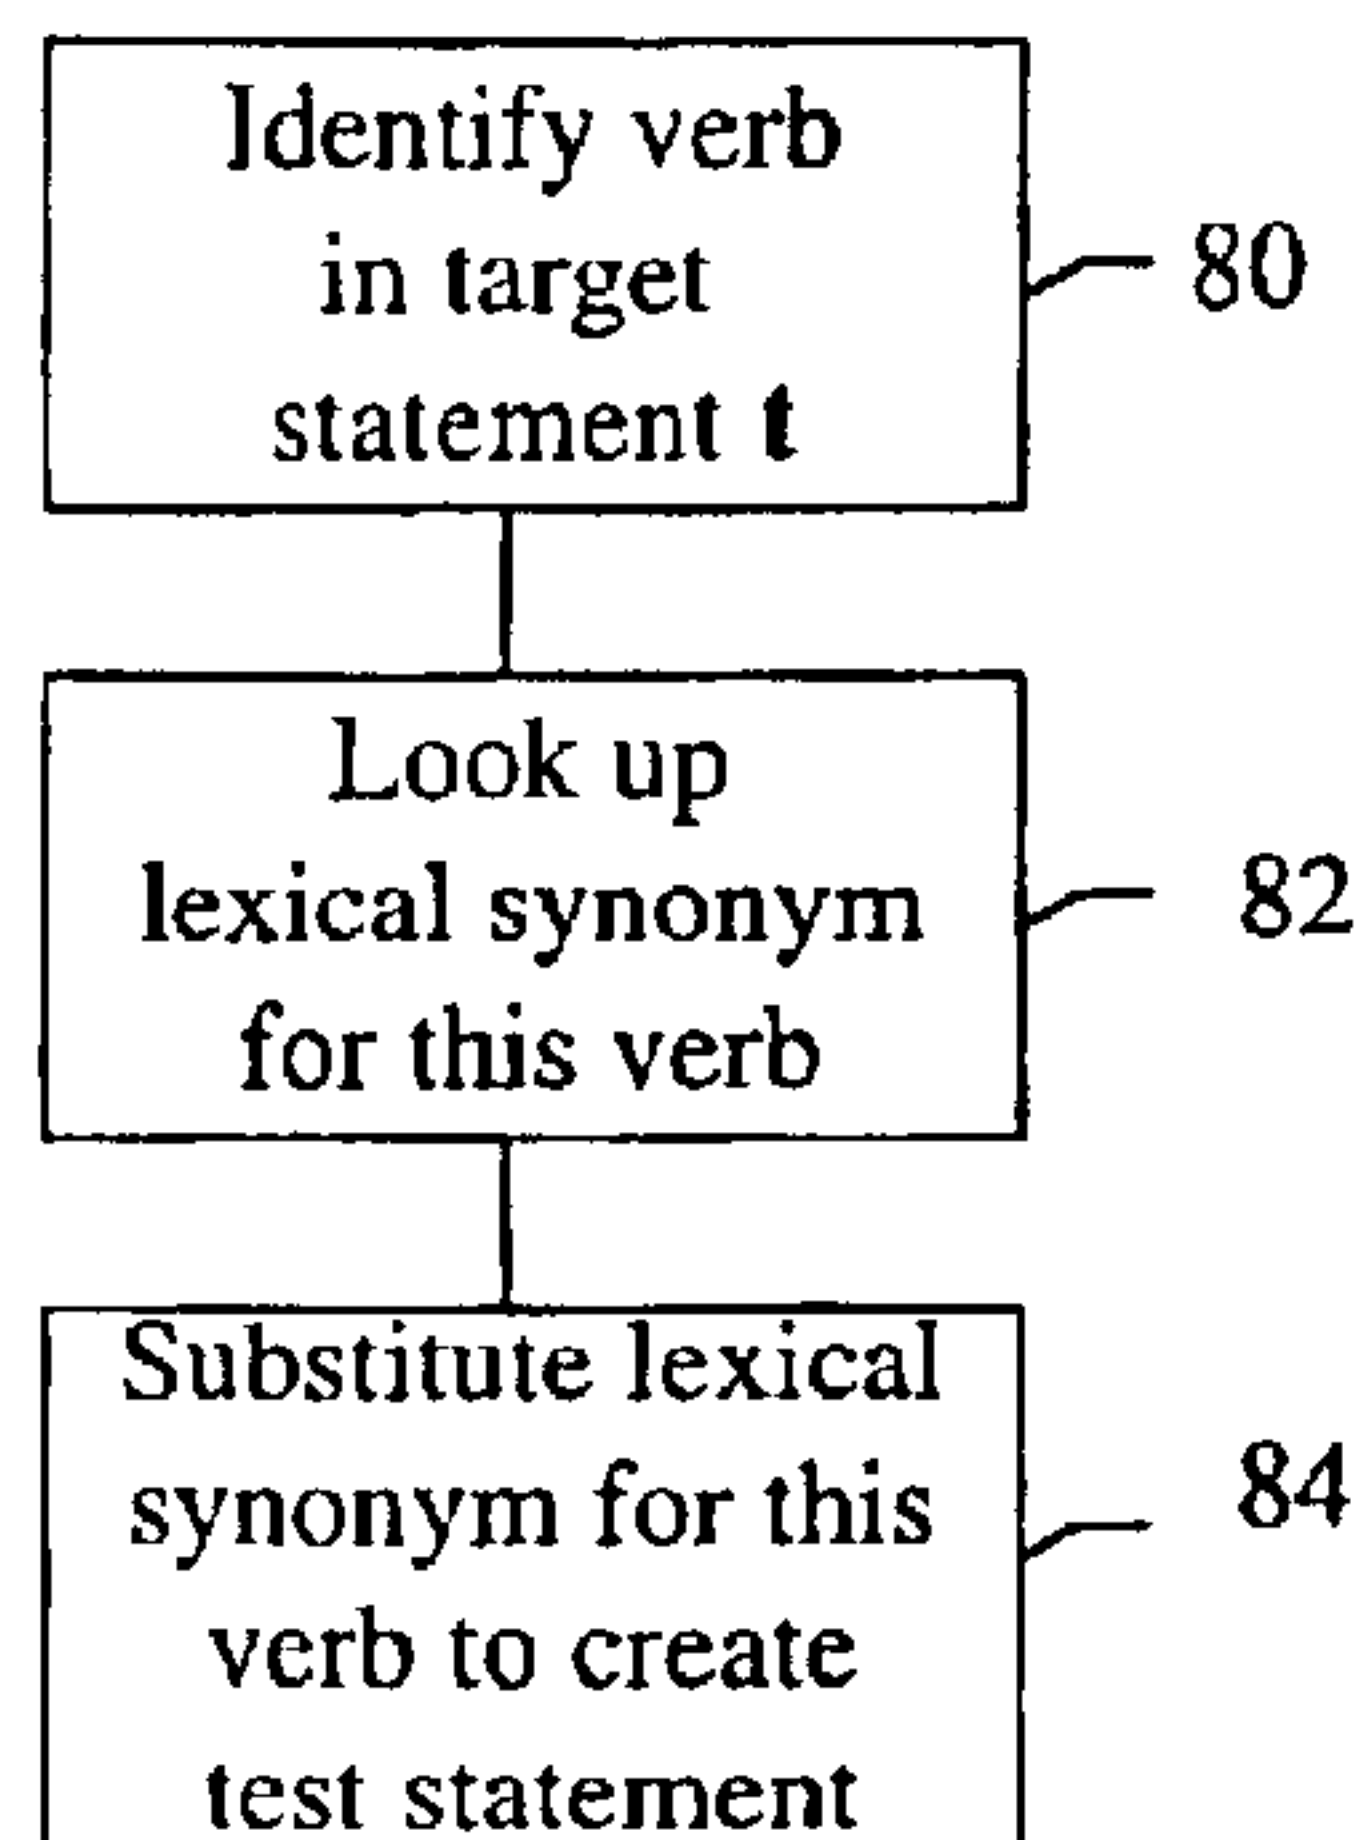 Identify verb
in target
statement t
80
Look up
lexical synonym
for this verb
82
Substitute lexical
synonym for this
verb to create
test statement
84